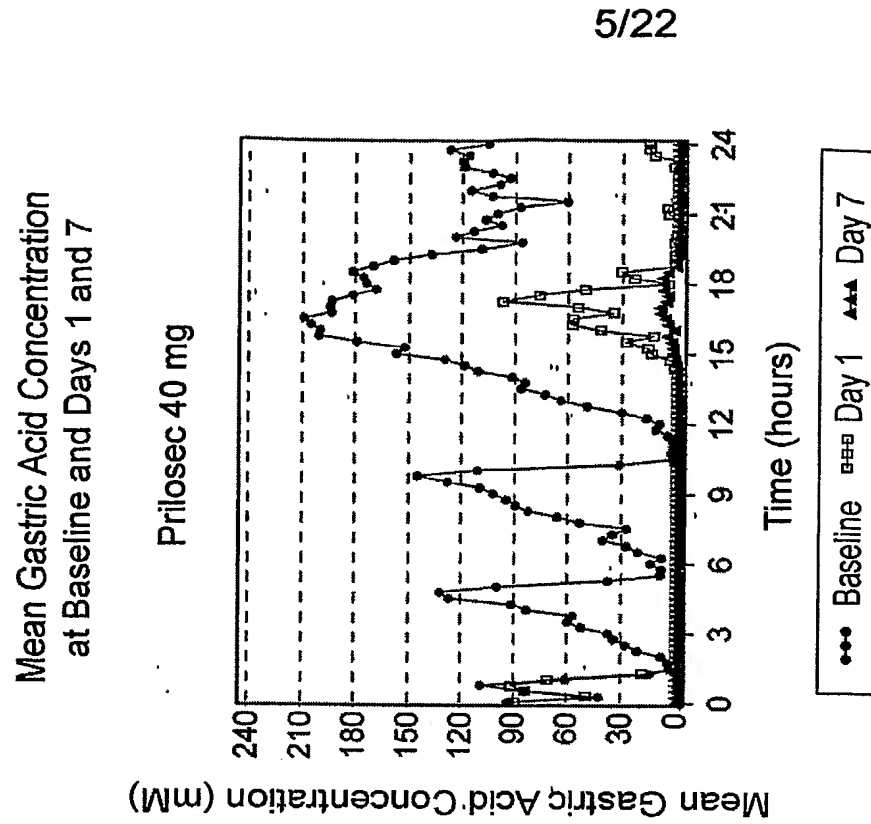 5/22
Mean Gastric Acid Concentration
at Baseline and Days 1 and 7
Prilosec 40 mg
Mean Gastric Acid Concentration (mM)
240
210
180
150
120
90
60
30
0
0 3 6 9 12 15 18 21 24
Time (hours)
Baseline Day 1 Day 7